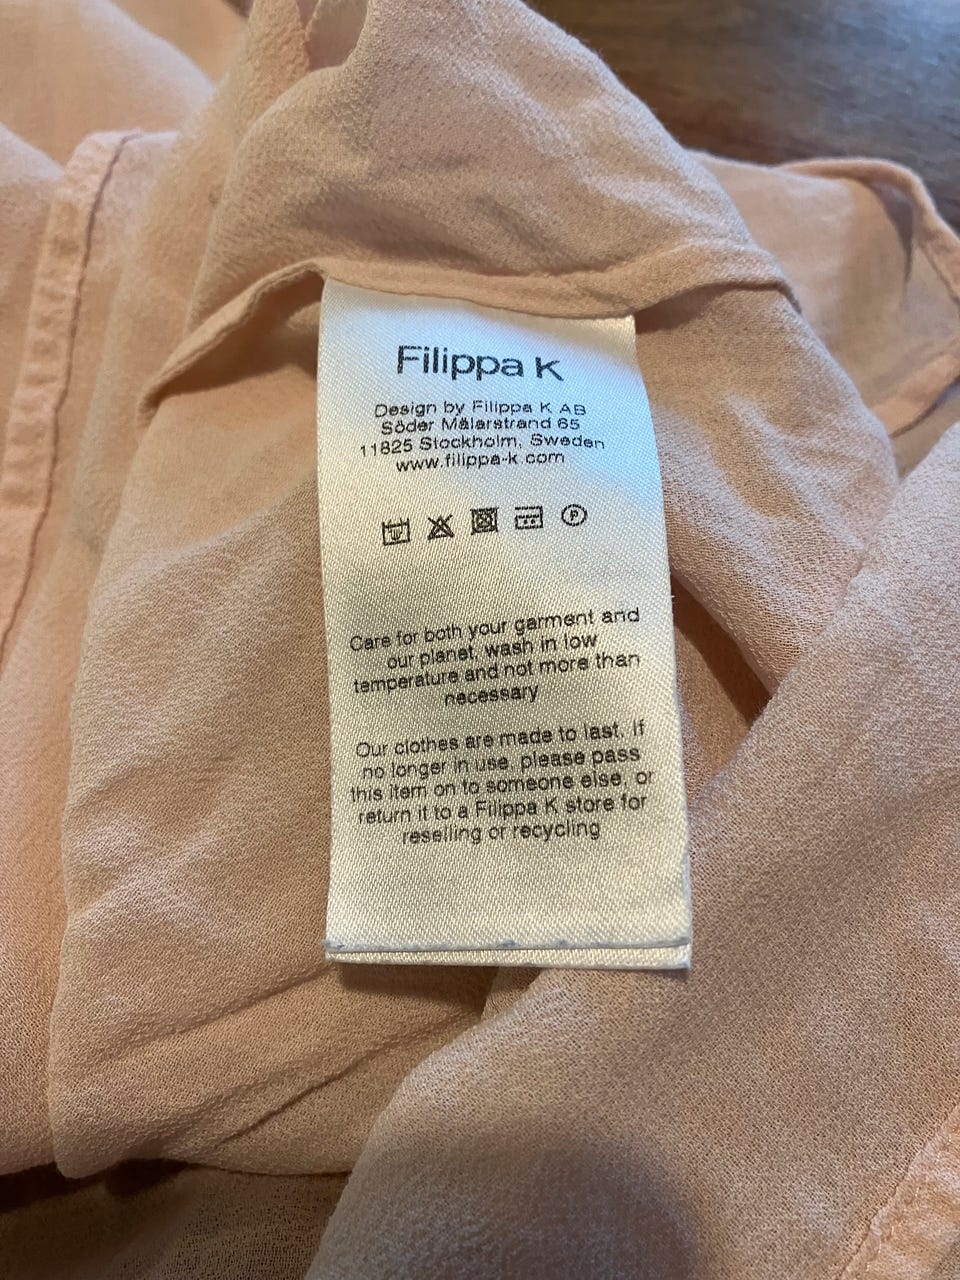 Filippa K
Design by Filippa K AB
Söder Mälarstrand 65
11825 Stockholm, Sweden
www.filippa-k.com
P
Care for both your garment and
our planet, wash in low
temperature and not more than
necessary
Our clothes are made to last. If
no longer in use, please pass
this item on to someone else, or
return it to a Filippa K store for
reselling or recycling